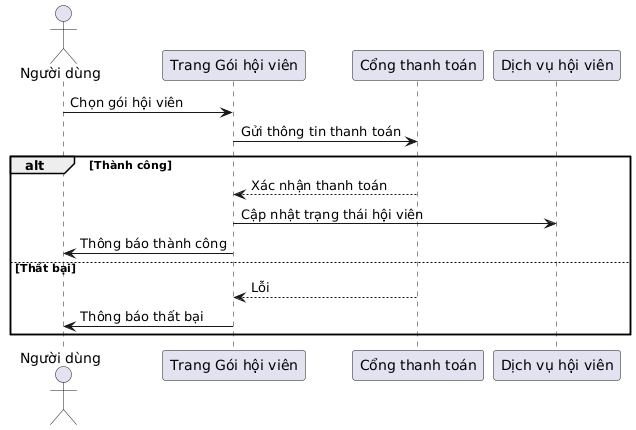 Người dùng
Trang Gói hội viên
Cổng thanh toán
Dịch vụ hội viên
Chọn gói hội viên
Gửi thông tin thanh toán
alt
[Thành công]
Xác nhận thanh toán
Cập nhật trạng thái hội viên
Thông báo thành công
[Thất bại]
Lỗi
Thông báo thất bại
Người dùng
Trang Gói hội viên
Cổng thanh toán
Dịch vụ hội viên